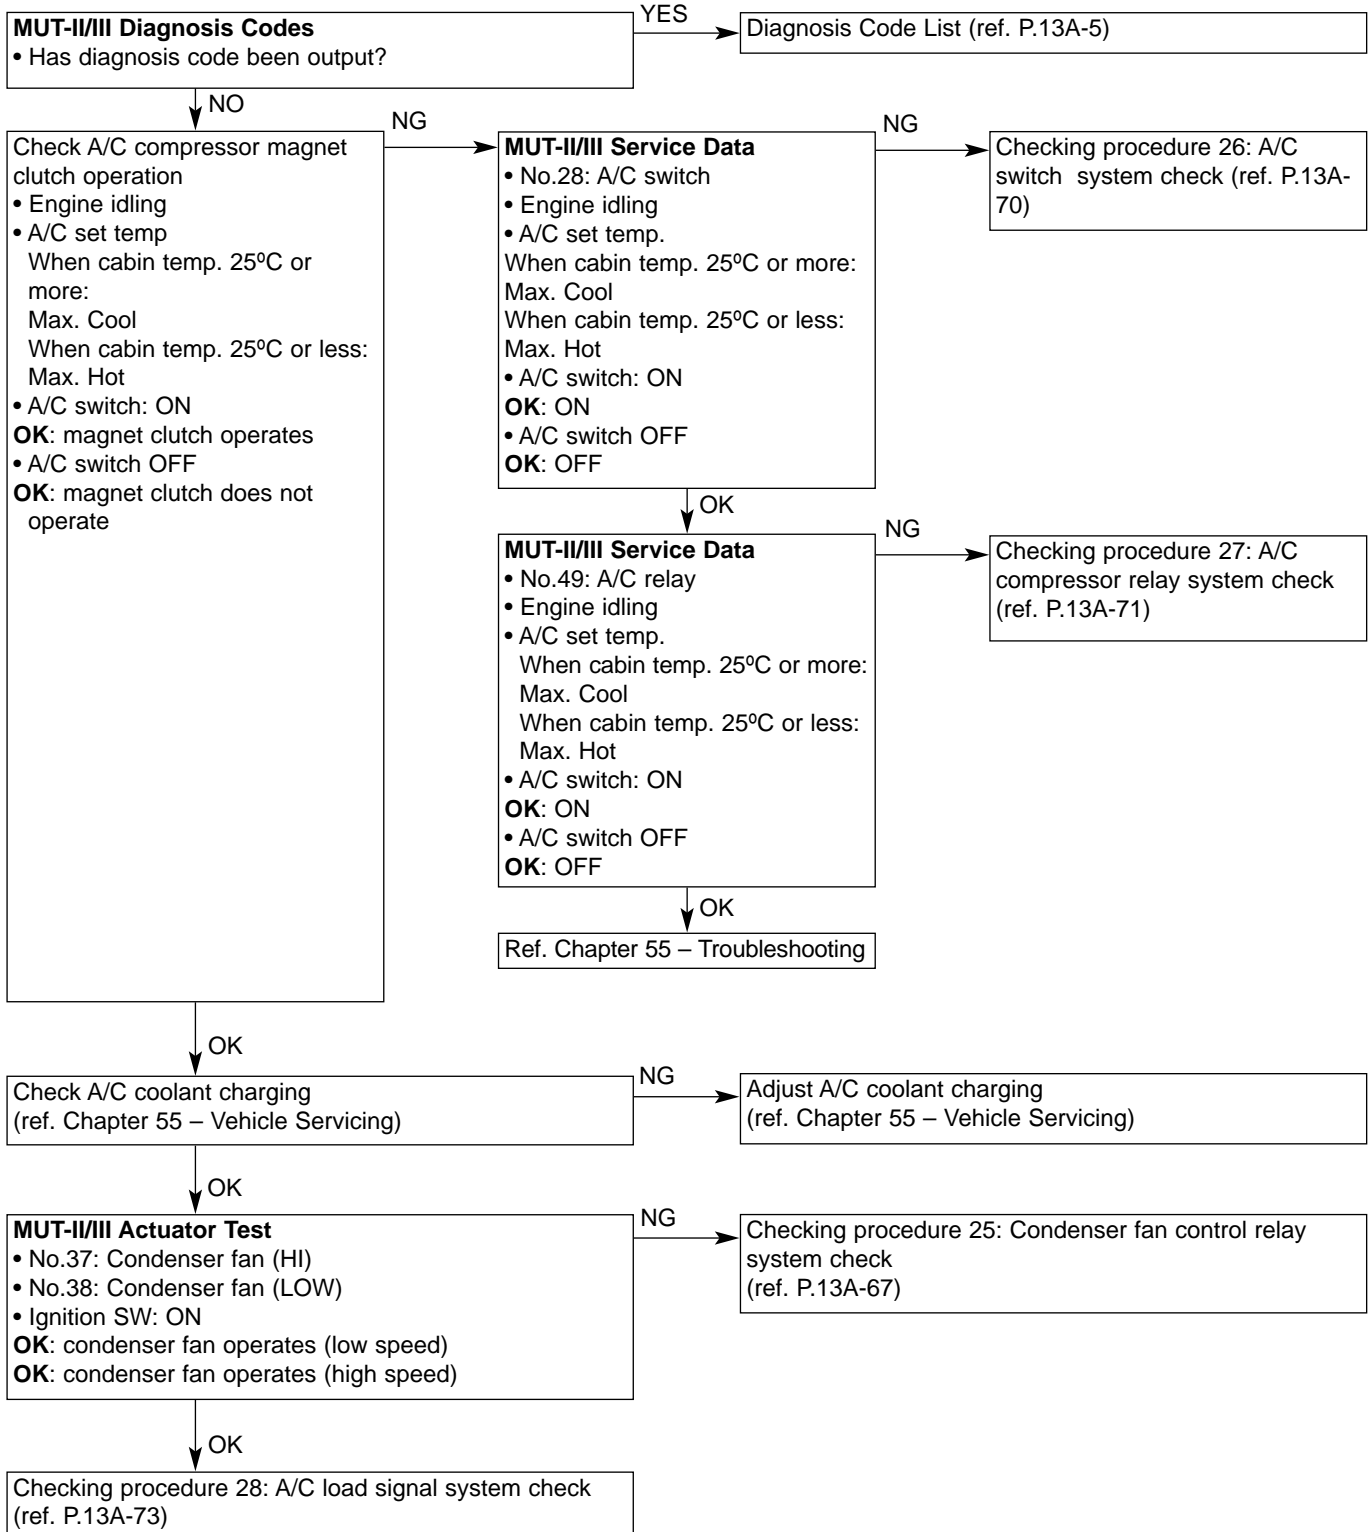 MUT-II/III Diagnosis Codes
• Has diagnosis code been output?
YES
Diagnosis Code List (ref. P.13A-5)
NO
Check A/C compressor magnet
clutch operation
• Engine idling
• A/C set temp
When cabin temp. 25ºC or
more:
Max. Cool
When cabin temp. 25ºC or less:
Max. Hot
• A/C switch: ON
OK: magnet clutch operates
• A/C switch OFF
OK: magnet clutch does not
operate
NG
MUT-II/III Service Data
• No.28: A/C switch
• Engine idling
• A/C set temp.
When cabin temp. 25ºC or more:
Max. Cool
When cabin temp. 25ºC or less:
Max. Hot
• A/C switch: ON
OK: ON
• A/C switch OFF
OK: OFF
NG
Checking procedure 26: A/C
switch system check (ref. P.13A-
70)
OK
MUT-II/III Service Data
• No.49: A/C relay
• Engine idling
• A/C set temp.
When cabin temp. 25ºC or more:
Max. Cool
When cabin temp. 25ºC or less:
Max. Hot
• A/C switch: ON
OK: ON
• A/C switch OFF
OK: OFF
NG
Checking procedure 27: A/C
compressor relay system check
(ref. P.13A-71)
OK
Ref. Chapter 55 – Troubleshooting
OK
Check A/C coolant charging
(ref. Chapter 55 – Vehicle Servicing)
NG
Adjust A/C coolant charging
(ref. Chapter 55 – Vehicle Servicing)
OK
MUT-II/III Actuator Test
• No.37: Condenser fan (HI)
• No.38: Condenser fan (LOW)
• Ignition SW: ON
OK: condenser fan operates (low speed)
OK: condenser fan operates (high speed)
NG
Checking procedure 25: Condenser fan control relay
system check
(ref. P.13A-67)
OK
Checking procedure 28: A/C load signal system check
(ref. P.13A-73)